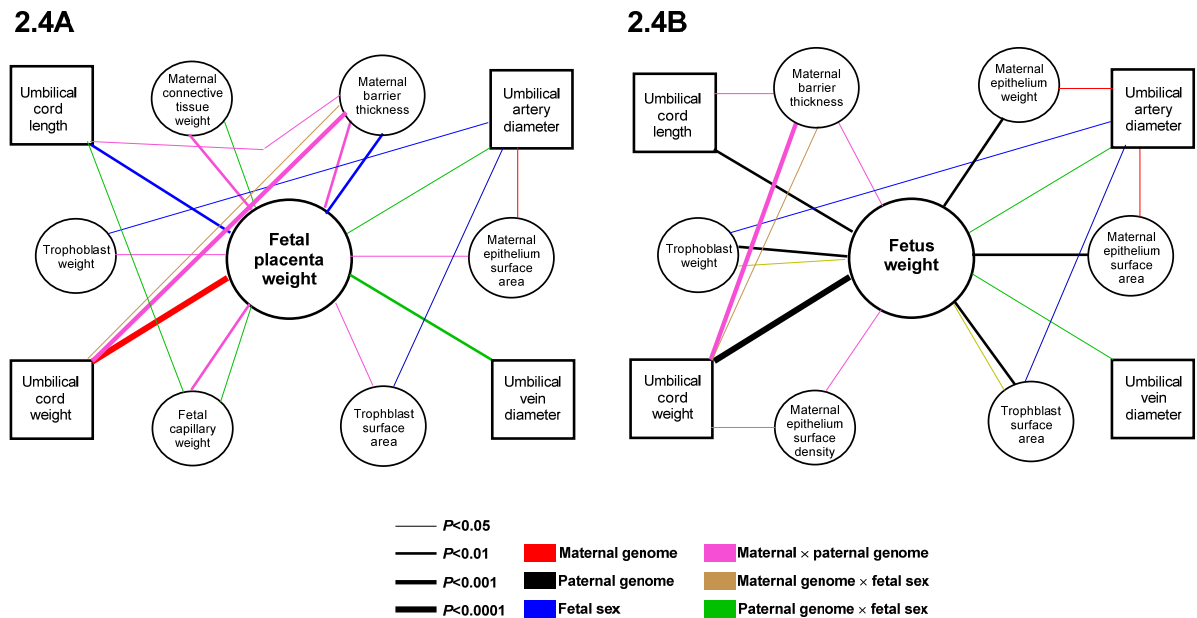 2.4A
Umbilical
cord
length
Maternal
connective
tissue
weight
Maternal
barrier
thickness
Umbilical
artery
diameter
Trophoblast
weight
Fetal
placenta
weight
Maternal
epithelium
surface
area
Umbilical
cord
weight
Fetal
capillary
weight
Trophblast
surface
area
Umbilical
vein
diameter
2.4B
Umbilical
cord
length
Maternal
barrier
thickness
Maternal
epithelium
weight
Umbilical
artery
diameter
Trophoblast
weight
Fetus
weight
Maternal
epithelium
surface
area
Umbilical
cord
weight
Maternal
epithelium
surface
density
Trophblast
surface
area
Umbilical
vein
diameter
P<0.05
P<0.01
P<0.001
P<0.0001
Maternal genome
Paternal genome
Fetal sex
Maternal × paternal genome
Maternal genome × fetal sex
Paternal genome × fetal sex